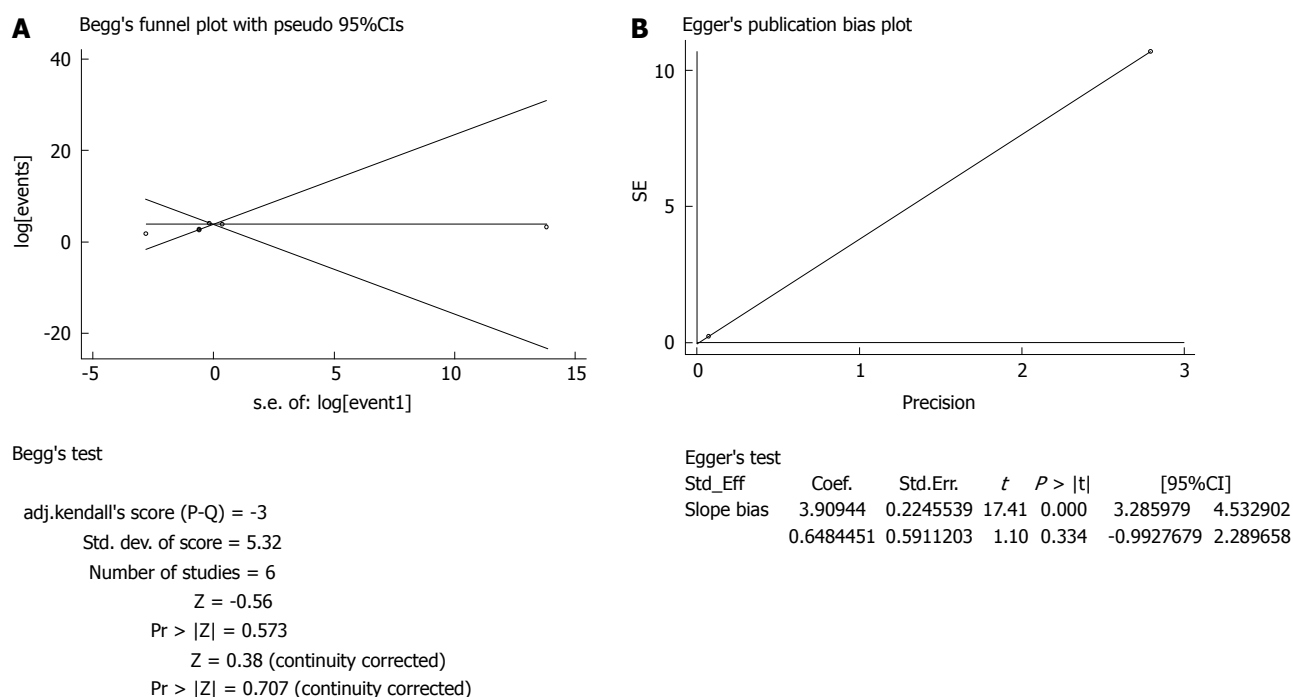 A Begg's funnel plot with pseudo 95%CIs
40
20
0
-20
log[events]
-5 0 5 10 15
s.e. of: log[event1]
Begg's test
adj.kendall's score (P-Q) = -3
Std. dev. of score = 5.32
Number of studies = 6
Z = -0.56
Pr > |Z| = 0.573
Z = 0.38 (continuity corrected)
Pr > |Z| = 0.707 (continuity corrected)
B Egger's publication bias plot
10
5
0
SE
0 1 2 3
Precision
Egger's test
Std_Eff Coef. Std.Err. t P > |t| [95%CI]
Slope bias 3.90944 0.2245539 17.41 0.000 3.285979 4.532902
0.6484451 0.5911203 1.10 0.334 -0.9927679 2.289658